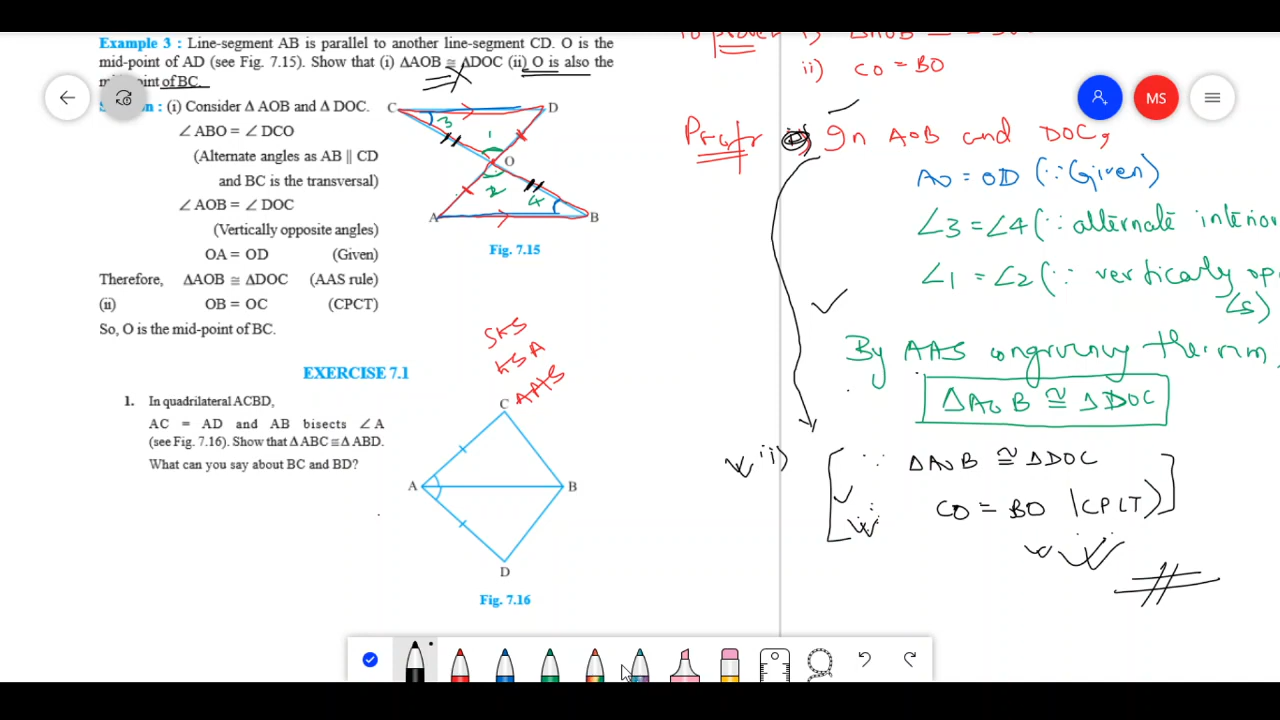 Example 3 : Line-segment AB is parallel to another line-segment CD. O is the
mid-point of AD (see Fig. 7.15). Show that (i) ΔAOB ≅ ΔDOC (ii) O is also the
point of BC.
(i) Consider Δ AOB and Δ DOC.
∠ ABO = ∠ DCO
(Alternate angles as AB || CD
and BC is the transversal)
∠ AOB = ∠ DOC
(Vertically opposite angles)
OA = OD (Given)
Therefore, ΔAOB ≅ ΔDOC (AAS rule)
(ii) OB = OC (CPCT)
So, O is the mid-point of BC.
C
D
3
1
O
2
4
A
B
Fig. 7.15
EXERCISE 7.1
1. In quadrilateral ACBD,
AC = AD and AB bisects ∠ A
(see Fig. 7.16). Show that Δ ABC ≅ Δ ABD.
What can you say about BC and BD?
SAS
ASA
AAS
C
A
B
D
Fig. 7.16
ii) CO = BO
In AOB and DOC,
AO = OD (∵ Given)
∠3 = ∠4 (∵ alternate interior
∠1 = ∠2 (∵ vertically op
∠s)
By AAS congruency
ΔAOB ≅ ΔDOC
ii) ∵ ΔAOB ≅ ΔDOC
CO = BO
MS